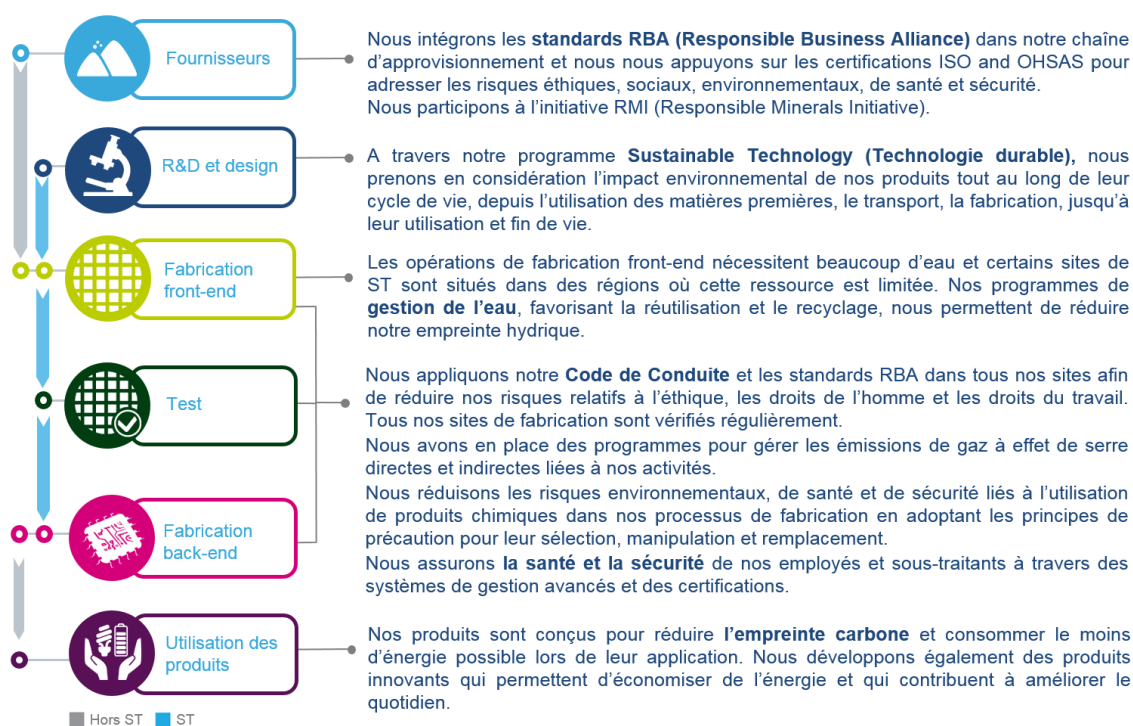 Fournisseurs
Nous intégrons les standards RBA (Responsible Business Alliance) dans notre chaîne
d’approvisionnement et nous nous appuyons sur les certifications ISO and OHSAS pour
adresser les risques éthiques, sociaux, environnementaux, de santé et sécurité.
Nous participons à l’initiative RMI (Responsible Minerals Initiative).
R&D et design
A travers notre programme Sustainable Technology (Technologie durable), nous
prenons en considération l’impact environnemental de nos produits tout au long de leur
cycle de vie, depuis l’utilisation des matières premières, le transport, la fabrication, jusqu’à
leur utilisation et fin de vie.
Fabrication
front-end
Les opérations de fabrication front-end nécessitent beaucoup d’eau et certains sites de
ST sont situés dans des régions où cette ressource est limitée. Nos programmes de
gestion de l’eau, favorisant la réutilisation et le recyclage, nous permettent de réduire
notre empreinte hydrique.
Test
Nous appliquons notre Code de Conduite et les standards RBA dans tous nos sites afin
de réduire nos risques relatifs à l’éthique, les droits de l’homme et les droits du travail.
Tous nos sites de fabrication sont vérifiés régulièrement.
Nous avons en place des programmes pour gérer les émissions de gaz à effet de serre
directes et indirectes liées à nos activités.
Nous réduisons les risques environnementaux, de santé et de sécurité liés à l’utilisation
de produits chimiques dans nos processus de fabrication en adoptant les principes de
précaution pour leur sélection, manipulation et remplacement.
Nous assurons la santé et la sécurité de nos employés et sous-traitants à travers des
systèmes de gestion avancés et des certifications.
Fabrication
back-end
Utilisation des
produits
Nos produits sont conçus pour réduire l’empreinte carbone et consommer le moins
d’énergie possible lors de leur application. Nous développons également des produits
innovants qui permettent d’économiser de l’énergie et qui contribuent à améliorer le
quotidien.
Hors ST
ST